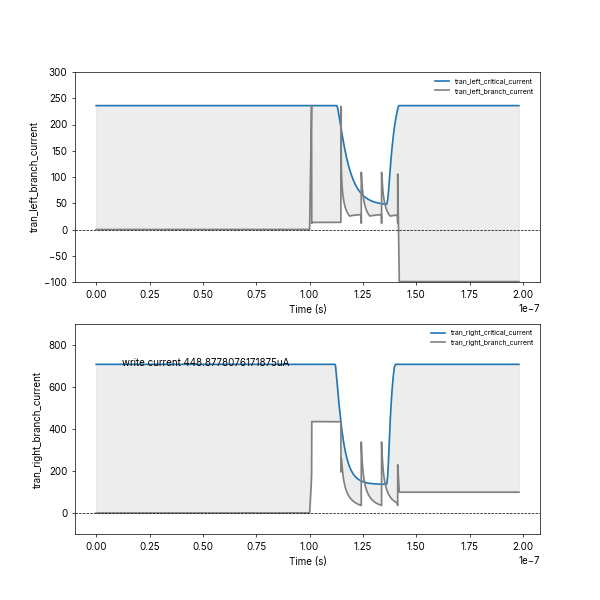 300
250
200
150
100
50
0
−50
−100
tran_left_branch_current
tran_left_critical_current
tran_left_branch_current
0.00 0.25 0.50 0.75 1.00 1.25 1.50 1.75 2.00
Time (s)
1e−7
800
600
400
200
0
tran_right_branch_current
tran_right_critical_current
tran_right_branch_current
write current 448.8778076171875uA
0.00 0.25 0.50 0.75 1.00 1.25 1.50 1.75 2.00
Time (s)
1e−7